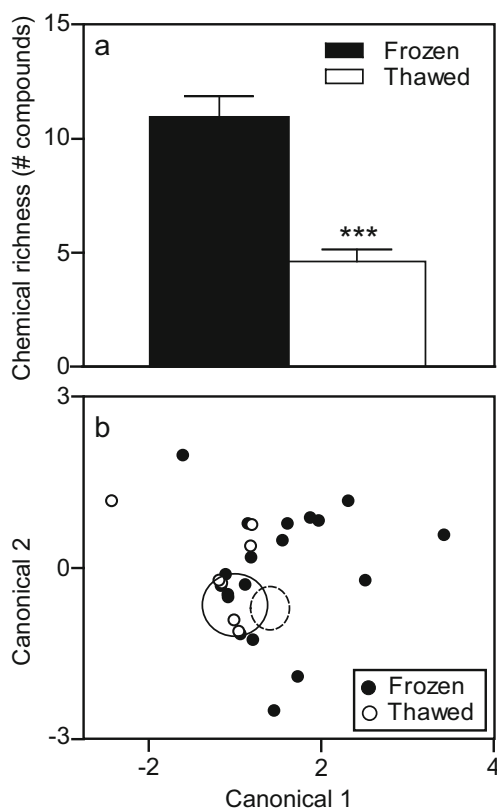 a
15
10
5
0
Chemical richness (# compounds)
Frozen
Thawed
***
b
3
0
-3
Canonical 2
Frozen
Thawed
-2
2
4
Canonical 1